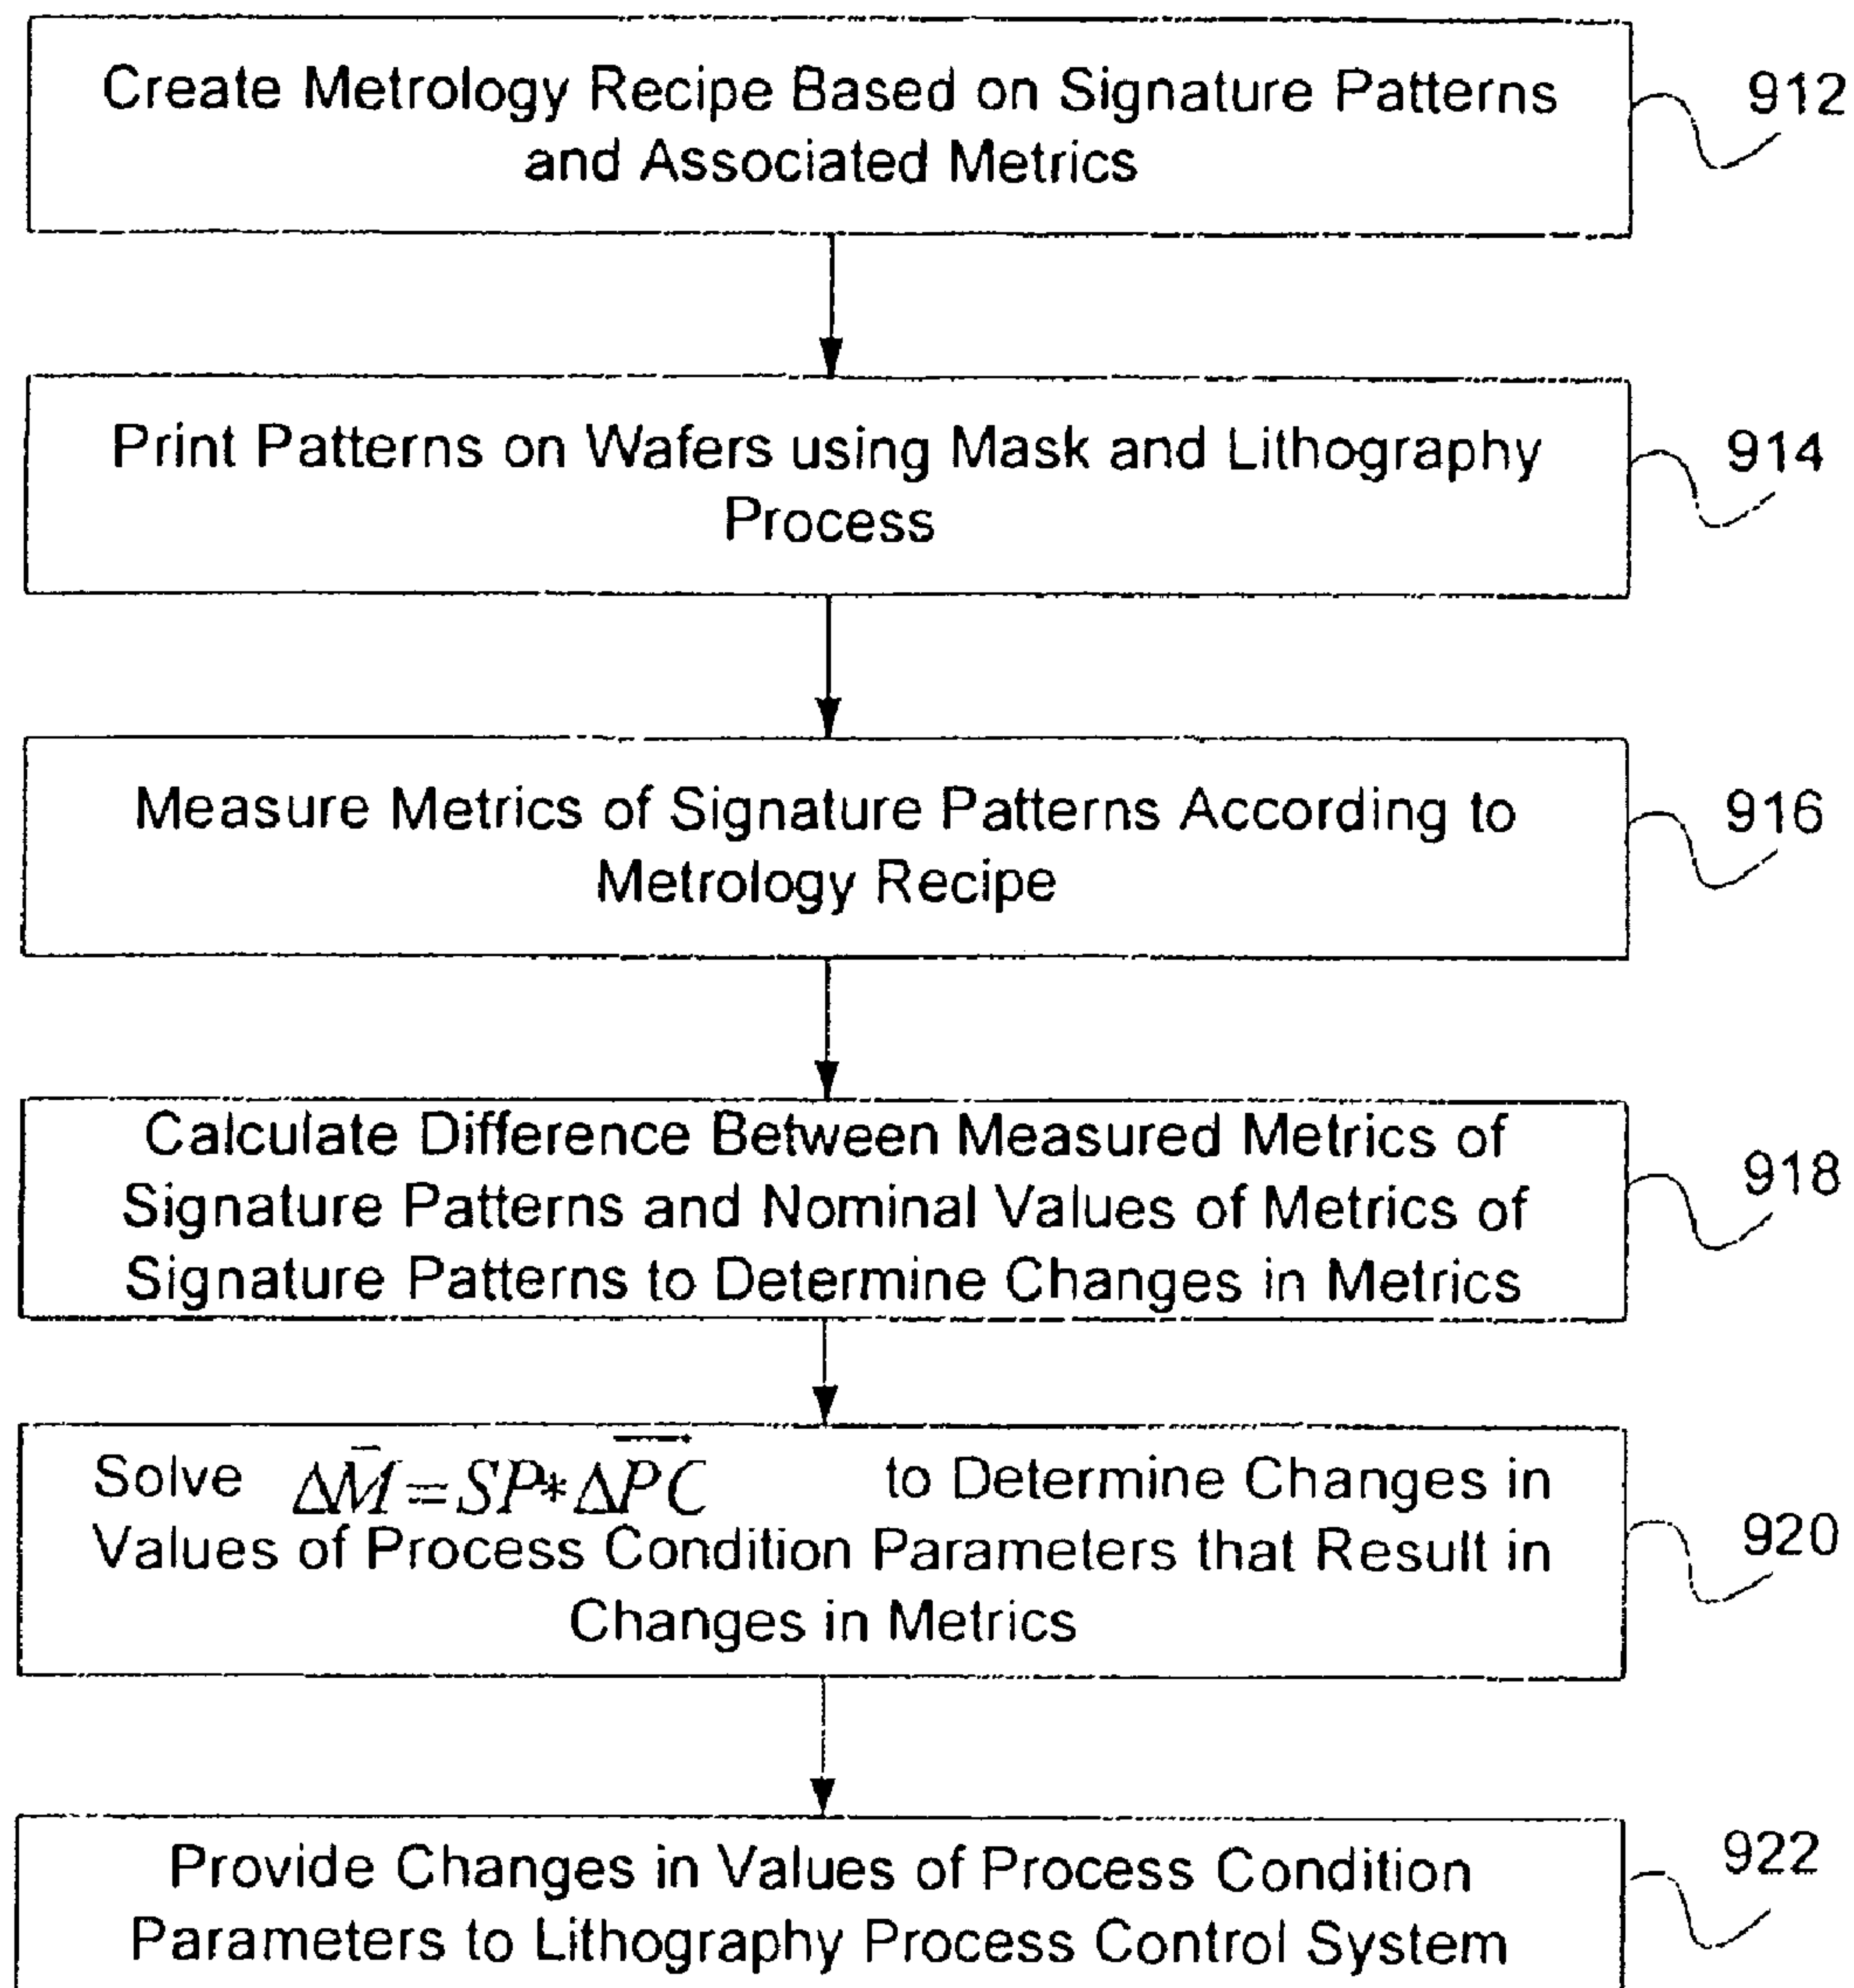 Create Metrology Recipe Based on Signature Patterns
and Associated Metrics
912
Print Patterns on Wafers using Mask and Lithography
Process
914
Measure Metrics of Signature Patterns According to
Metrology Recipe
916
Calculate Difference Between Measured Metrics of
Signature Patterns and Nominal Values of Metrics of
Signature Patterns to Determine Changes in Metrics
918
Solve ΔM̄ = SP* ΔP̅C̅ to Determine Changes in
Values of Process Condition Parameters that Result in
Changes in Metrics
920
Provide Changes in Values of Process Condition
Parameters to Lithography Process Control System
922